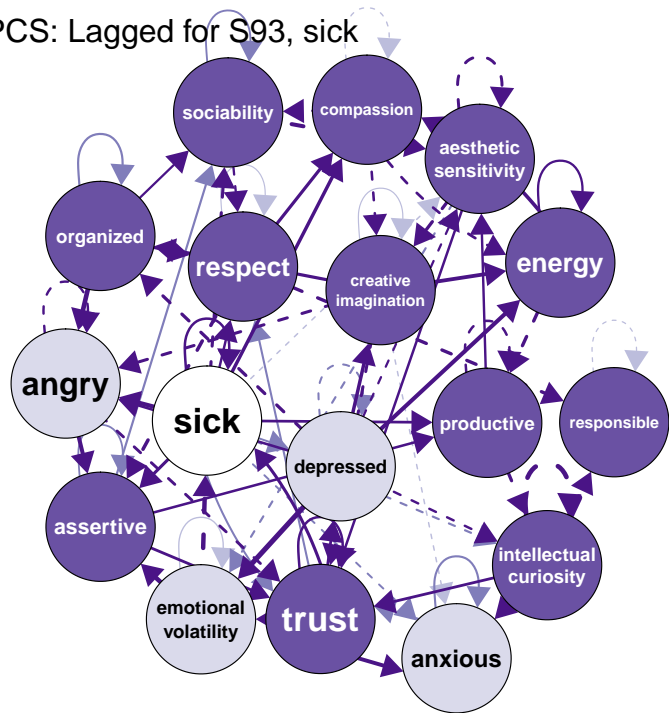 PCS: Lagged for S93, sick
sociability
compassion
aesthetic
sensitivity
organized
respect
creative
imagination
energy
angry
sick
productive
responsible
depressed
assertive
intellectual
curiosity
emotional
volatility
trust
anxious